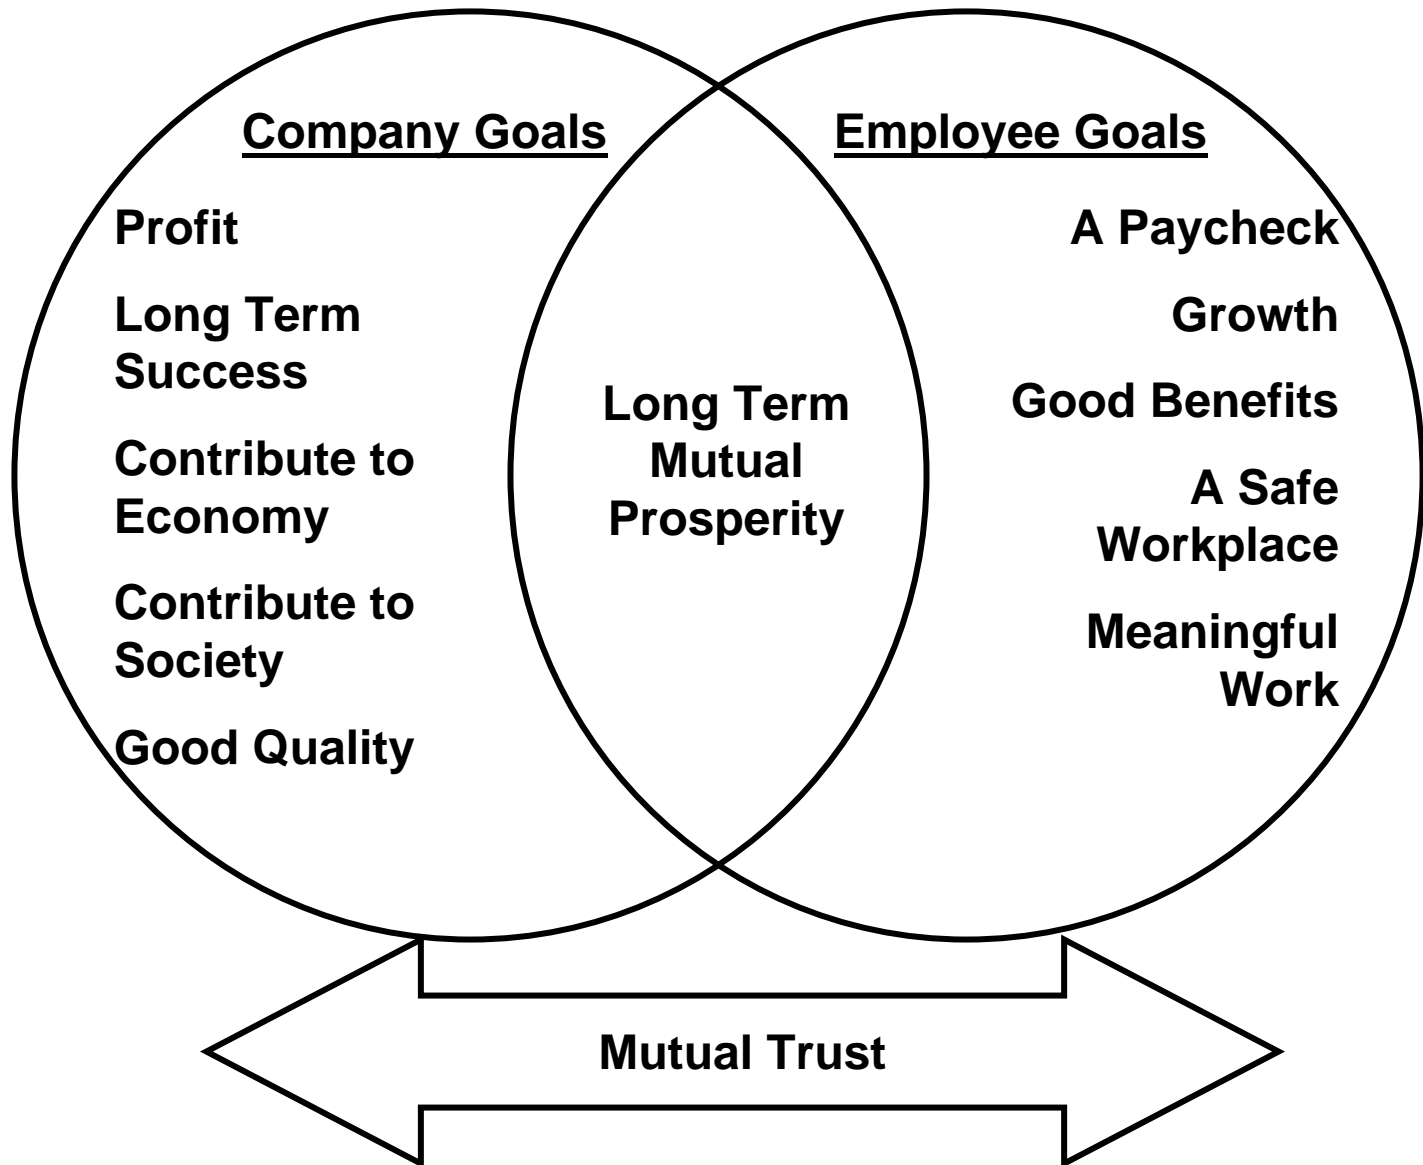 Company Goals
Profit
Long Term
Success
Contribute to
Economy
Contribute to
Society
Good Quality
Long Term
Mutual
Prosperity
Employee Goals
A Paycheck
Growth
Good Benefits
A Safe
Workplace
Meaningful
Work
Mutual Trust